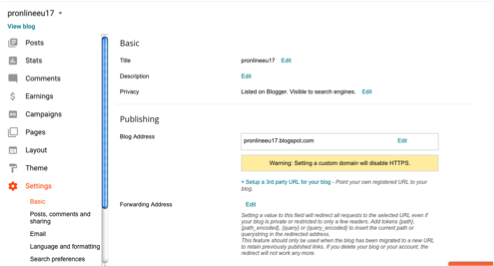 pronlineeu17
View blog
Posts
Stats
Comments
Earnings
Campaigns
Pages
Layout
Theme
Settings
Basic
Posts, comments and
sharing
Email
Language and formatting
Search preferences
Basic
Title pronlineeu17 Edit
Description Edit
Privacy Listed on Blogger. Visible to search engines. Edit
Publishing
Blog Address pronlineeu17.blogspot.com Edit
Warning: Setting a custom domain will disable HTTPS.
+ Setup a 3rd party URL for your blog - Point your own registered URL to your
blog.
Forwarding Address Edit
Setting a value to this field will redirect all requests to the selected URL even if
your blog is private or restricted to only a few readers. Add tokens {path},
{path_encoded}, {query} or {query_encoded} to insert the current path or
querystring in the redirected address.
This feature should only be used when the blog has been migrated to a new URL
to retain previously published links. If you delete your blog or your account, the
redirect will not work any more.